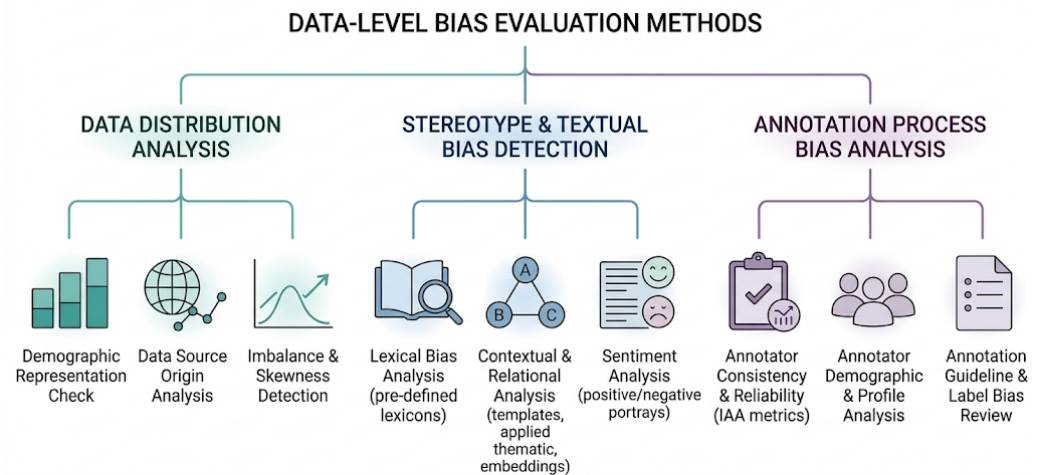 DATA-LEVEL BIAS EVALUATION METHODS
DATA DISTRIBUTION
ANALYSIS
STEREOTYPE & TEXTUAL
BIAS DETECTION
ANNOTATION PROCESS
BIAS ANALYSIS
A
B
C
Demographic
Representation
Check
Data Source
Origin
Analysis
Imbalance &
Skewness
Detection
Lexical Bias
Analysis
(pre-defined
lexicons)
Contextual &
Relational
Analysis
(templates,
applied
thematic,
embeddings)
Sentiment
Analysis
(positive/negative
portrays)
Annotator
Consistency
& Reliability
(IAA metrics)
Annotator
Demographic
& Profile
Analysis
Annotation
Guideline &
Label Bias
Review